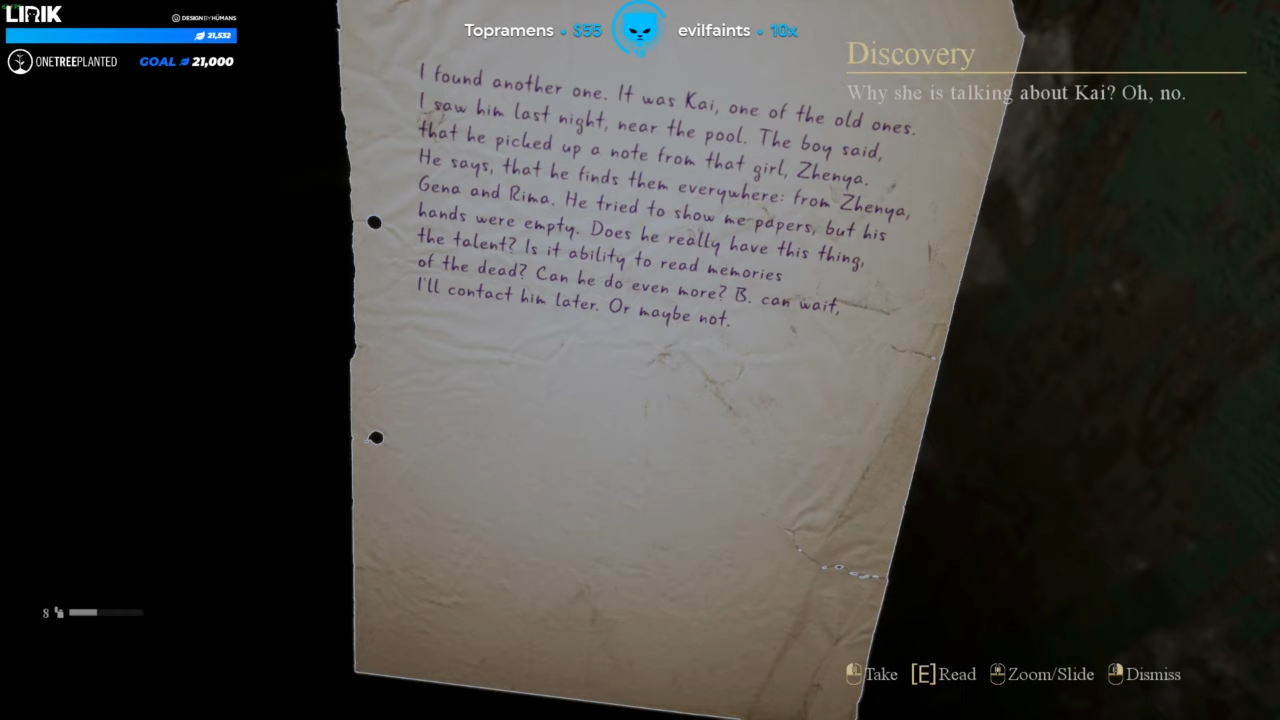 LIRIK
DESIGN BY HÜMANS
21,532
ONETREEPLANTED
GOAL 21,000
Topramens • $55
evilfaints • 10x
Discovery
Why she is talking about Kai? Oh, no.
I found another one. It was Kai, one of the old ones.
I saw him last night, near the pool. The boy said,
that he picked up a note from that girl, Zhenya.
He says, that he finds them everywhere: from Zhenya,
Gena and Rima. He tried to show me papers, but his
hands were empty. Does he really have this thing,
the talent? Is it ability to read memories
of the dead? Can he do even more? B. can wait,
I'll contact him later. Or maybe not.
8
Take [E]Read Zoom/Slide Dismiss